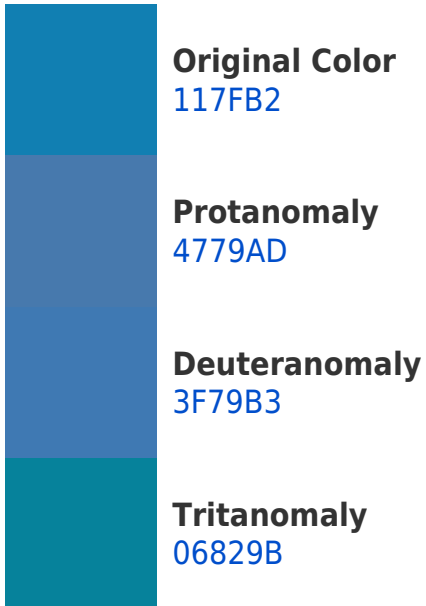 Original Color
117FB2
Protanomaly
4779AD
Deuteranomaly
3F79B3
Tritanomaly
06829B